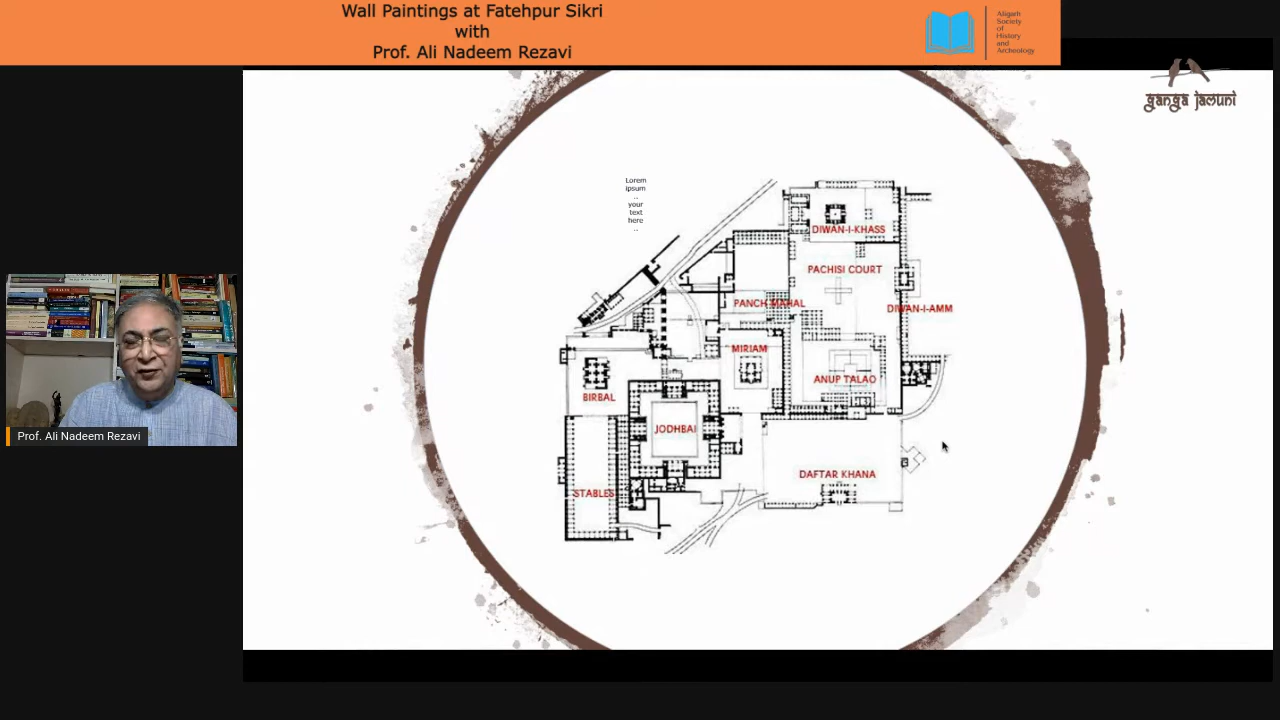 Wall Paintings at Fatehpur Sikri
with
Prof. Ali Nadeem Rezavi
Aligarh
Society
of
History
and
Archeology
ganga jamuni
Lorem
ipsum
..
your
text
here
..
DIWAN-I-KHASS
PACHISI COURT
PANCH MAHAL
DIWAN-I-AMM
MIRIAM
ANUP TALAO
BIRBAL
JODHBAI
DAFTAR KHANA
STABLES
Prof. Ali Nadeem Rezavi